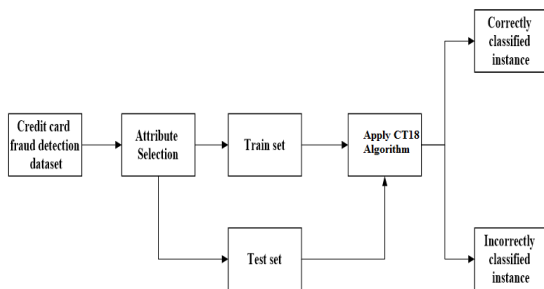 Correctly
classified
instance
Credit card
fraud detection
dataset
Attribute
Selection
Train set
Apply CT18
Algorithm
Test set
Incorrectly
classified
instance